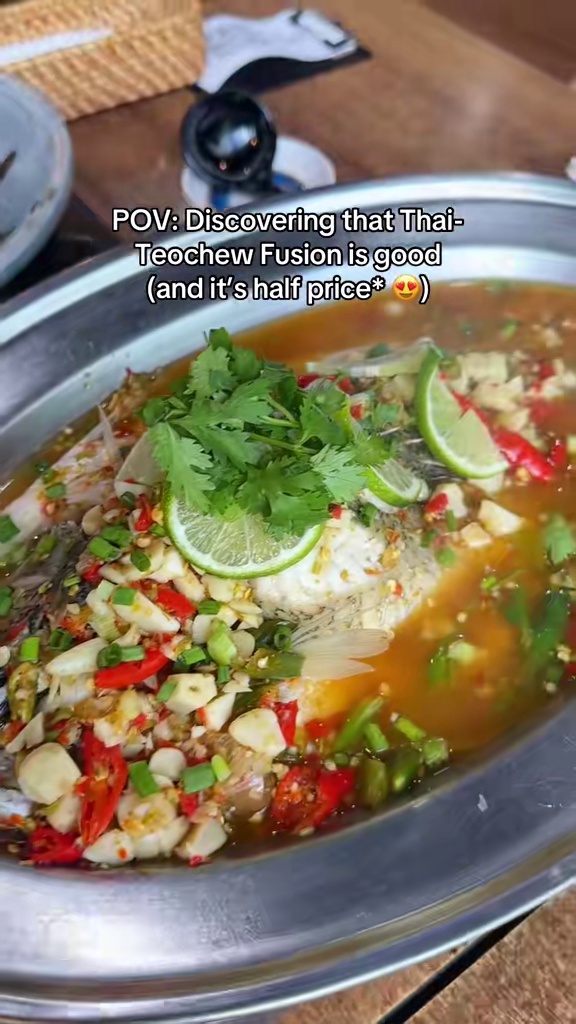 POV: Discovering that Thai-
Teochew Fusion is good
(and it's half price* 😍)